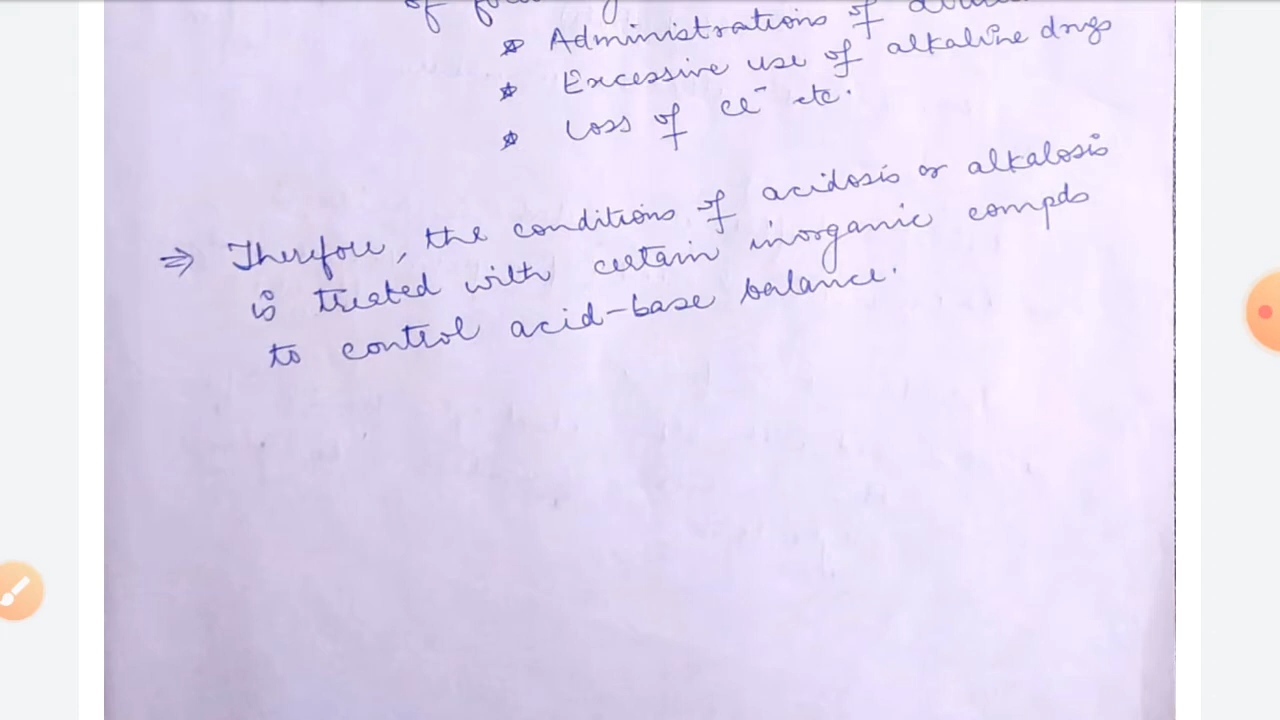 of
☆ Administrations of
☆ Excessive use of alkaline drugs
☆ Loss of Cl⁻ etc.
⇒ Therefore, the conditions of acidosis or alkalosis
is treated with certain inorganic compds
to control acid-base balance.